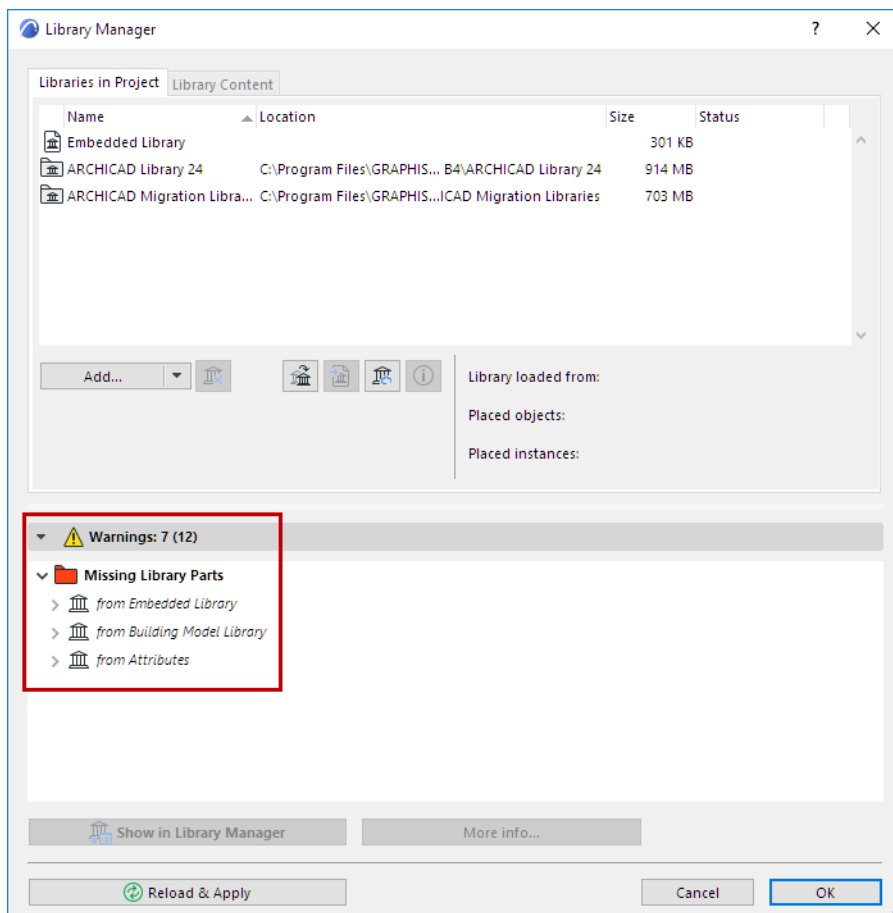 Library Manager
?
Libraries in Project
Library Content
Name Location Size Status
Embedded Library 301 KB
ARCHICAD Library 24 C:\Program Files\GRAPHIS... B4\ARCHICAD Library 24 914 MB
ARCHICAD Migration Libra... C:\Program Files\GRAPHIS...ICAD Migration Libraries 703 MB
Add...
Library loaded from:
Placed objects:
Placed instances:
Warnings: 7 (12)
Missing Library Parts
from Embedded Library
from Building Model Library
from Attributes
Show in Library Manager
More info...
Reload & Apply
Cancel
OK